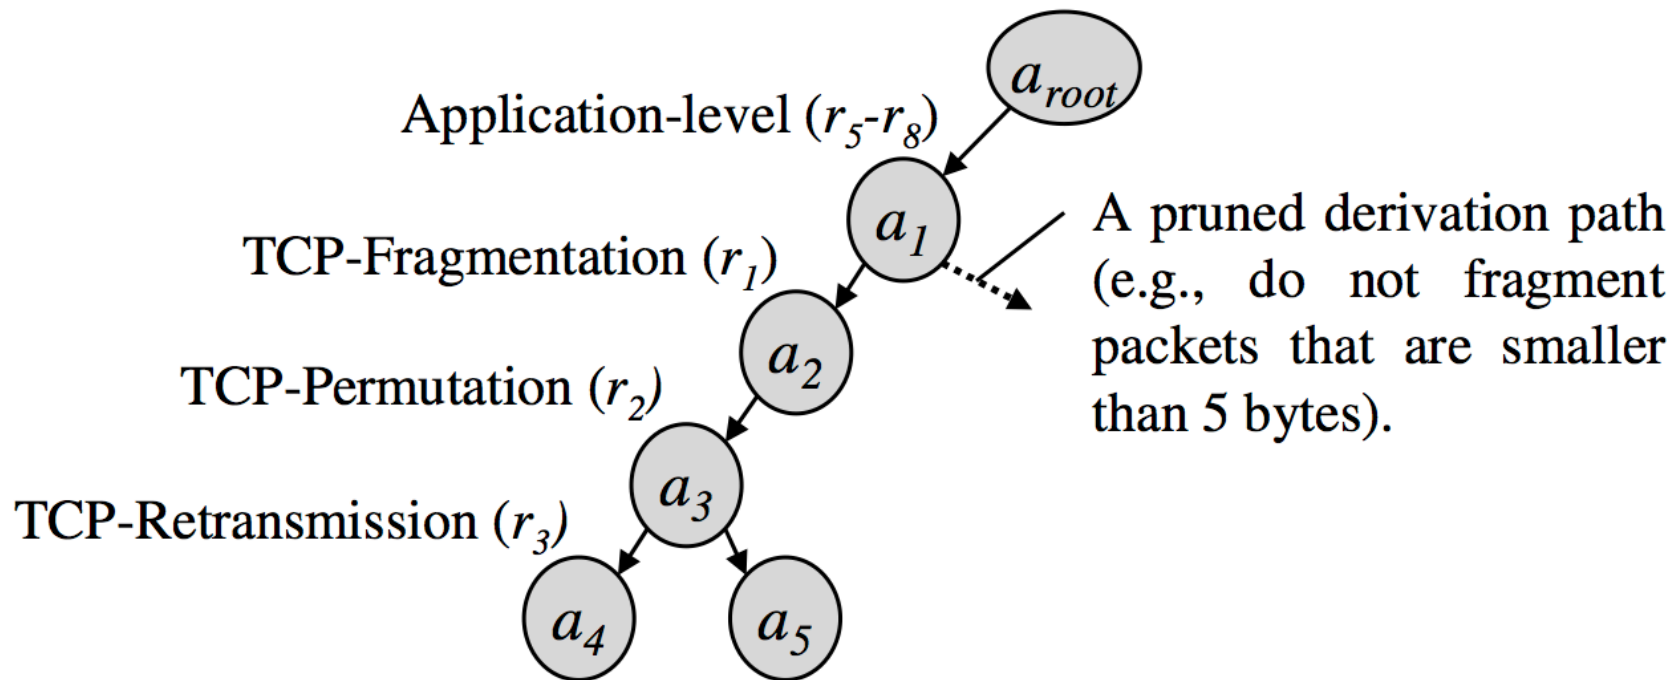 a_root
Application-level (r_5-r_8)
a_1
A pruned derivation path
(e.g., do not fragment
packets that are smaller
than 5 bytes).
TCP-Fragmentation (r_1)
a_2
TCP-Permutation (r_2)
a_3
TCP-Retransmission (r_3)
a_4
a_5